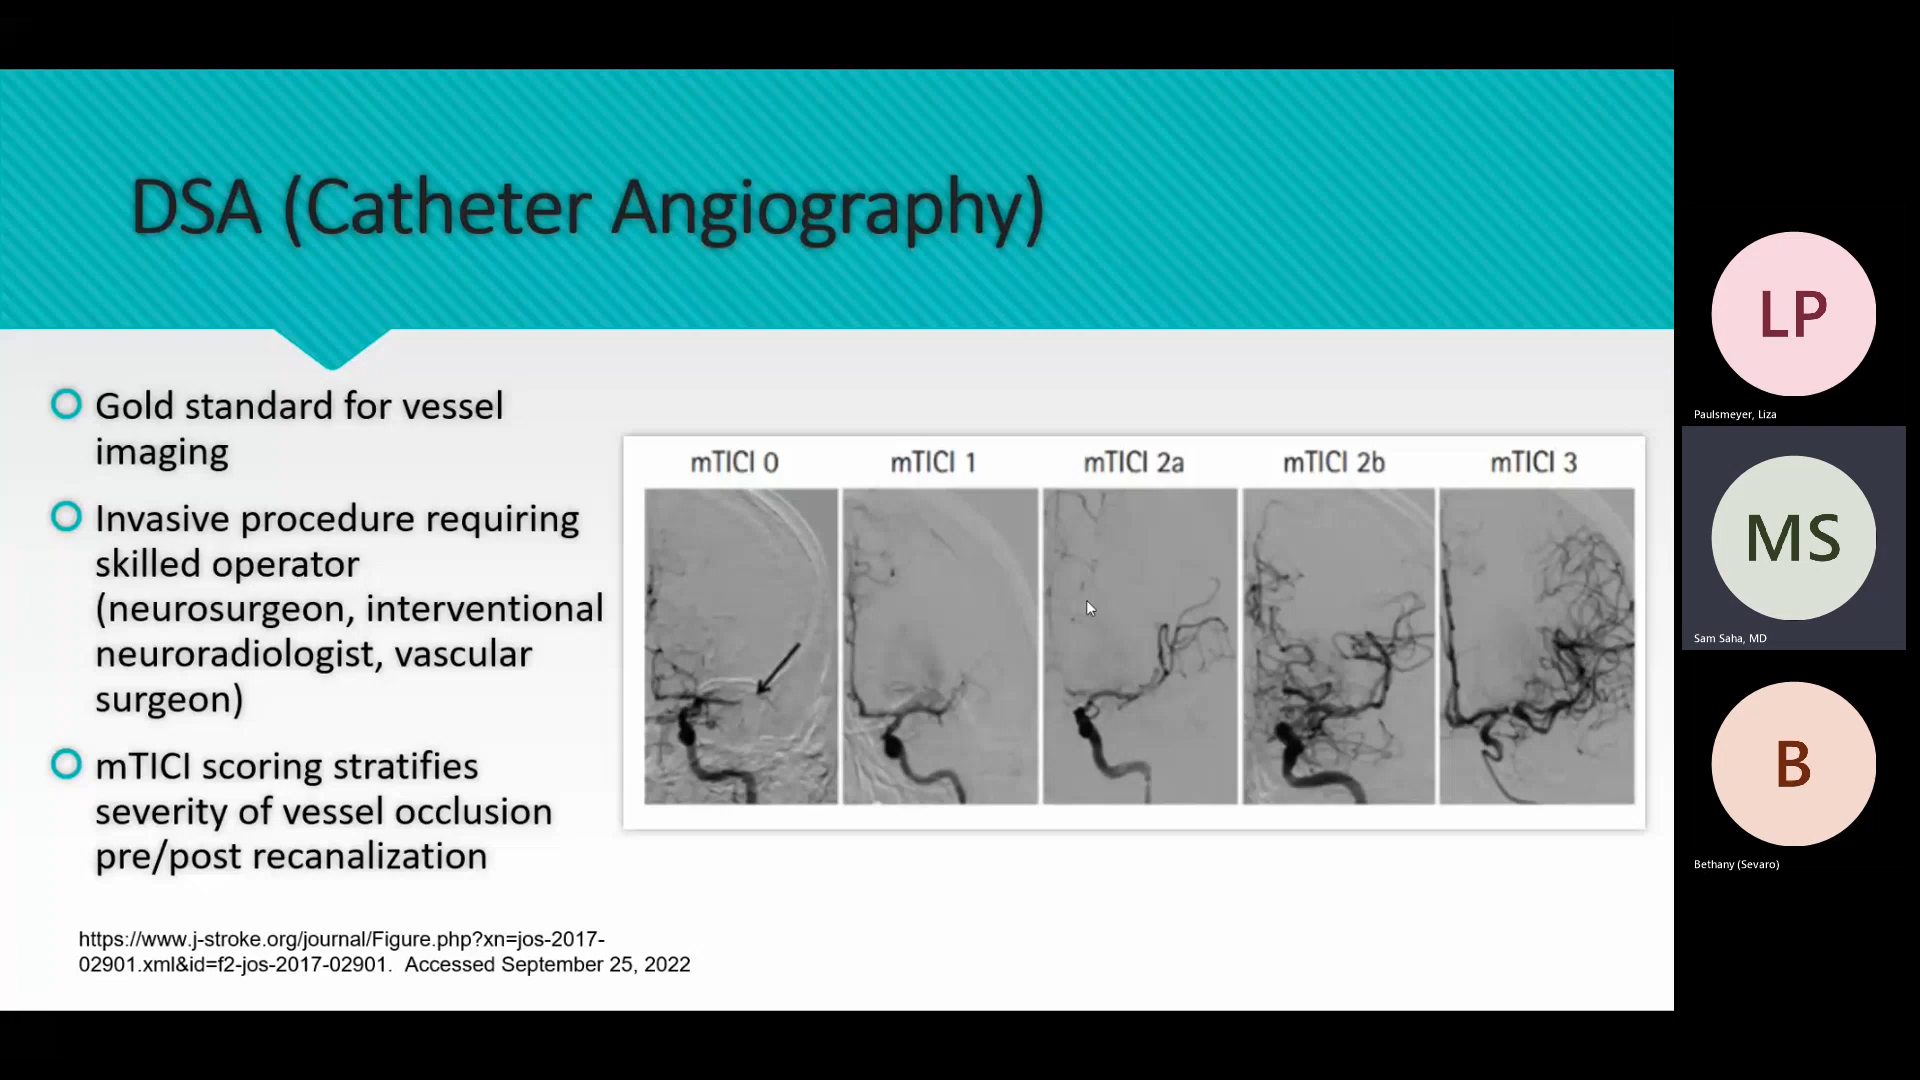 DSA (Catheter Angiography)
Gold standard for vessel
imaging
Invasive procedure requiring
skilled operator
(neurosurgeon, interventional
neuroradiologist, vascular
surgeon)
mTICI scoring stratifies
severity of vessel occlusion
pre/post recanalization
mTICI 0 mTICI 1 mTICI 2a mTICI 2b mTICI 3
https://www.j-stroke.org/journal/Figure.php?xn=jos-2017-
02901.xml&id=f2-jos-2017-02901. Accessed September 25, 2022
LP
Paulsmeyer, Liza
MS
Sam Saha, MD
B
Bethany (Sevaro)